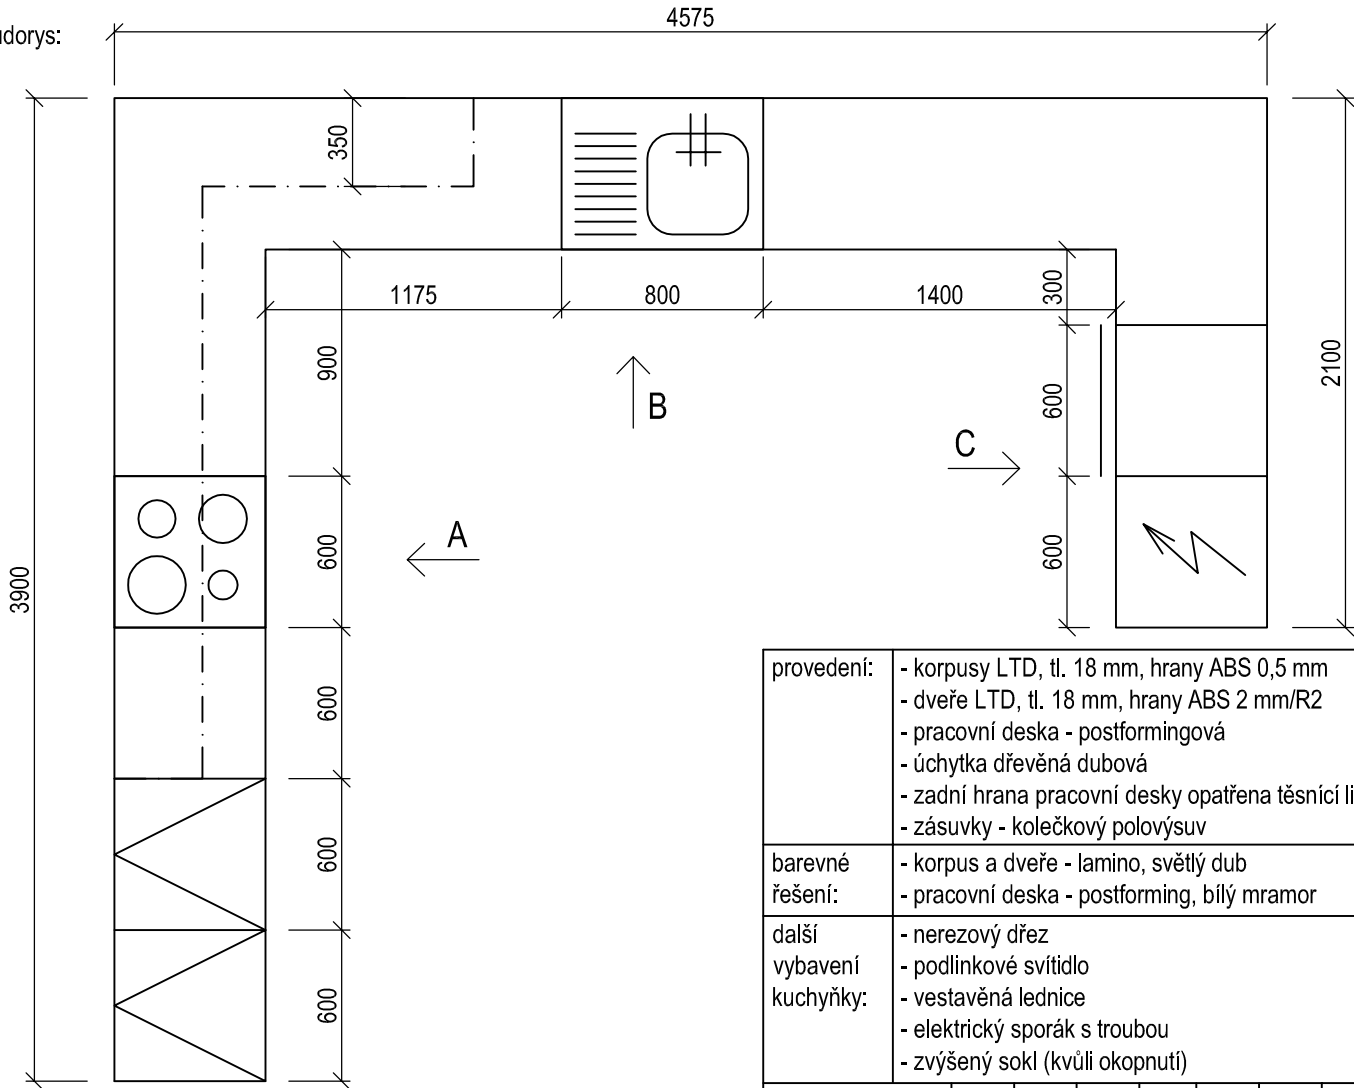 4575
dorys:
350
1175
800
1400
300
900
600
2100
B
C
A
600
600
3900
600
600
600
provedení: - korpusy LTD, tl. 18 mm, hrany ABS 0,5 mm
- dveře LTD, tl. 18 mm, hrany ABS 2 mm/R2
- pracovní deska - postformingová
- úchytka dřevěná dubová
- zadní hrana pracovní desky opatřena těsnící li
- zásuvky - kolečkový polovýsuv
barevné - korpus a dveře - lamino, světlý dub
řešení: - pracovní deska - postforming, bílý mramor
další - nerezový dřez
vybavení - podlinkové svítidlo
kuchyňky: - vestavěná lednice
- elektrický sporák s troubou
- zvýšený sokl (kvůli okopnutí)